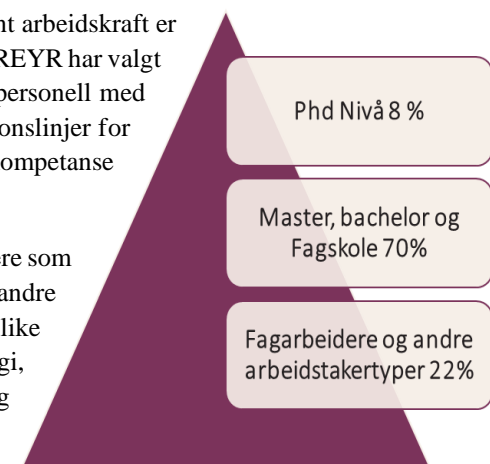 nt arbeidskraft er
REYR har valgt
personell med
onslinjer for
ompetanse
ere som
andre
like
gi,
g
Phd Nivå 8 %
Master, bachelor og
Fagskole 70%
Fagarbeidere og andre
arbeidstakertyper 22%